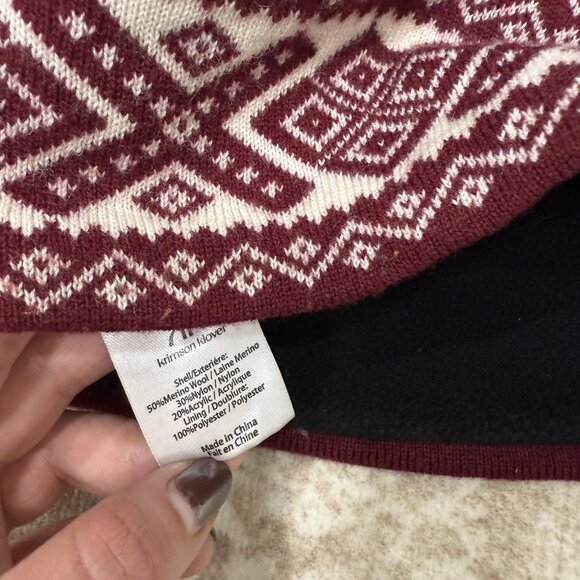 krimson klover
Shell/Exteriére:
50%Merino Wool / Laine Merino
30%Nylon / Nylon
20%Acrylic / Acrylique
Lining / Doublure:
100%Polyester / Polyester
Made in China
Fait en Chine